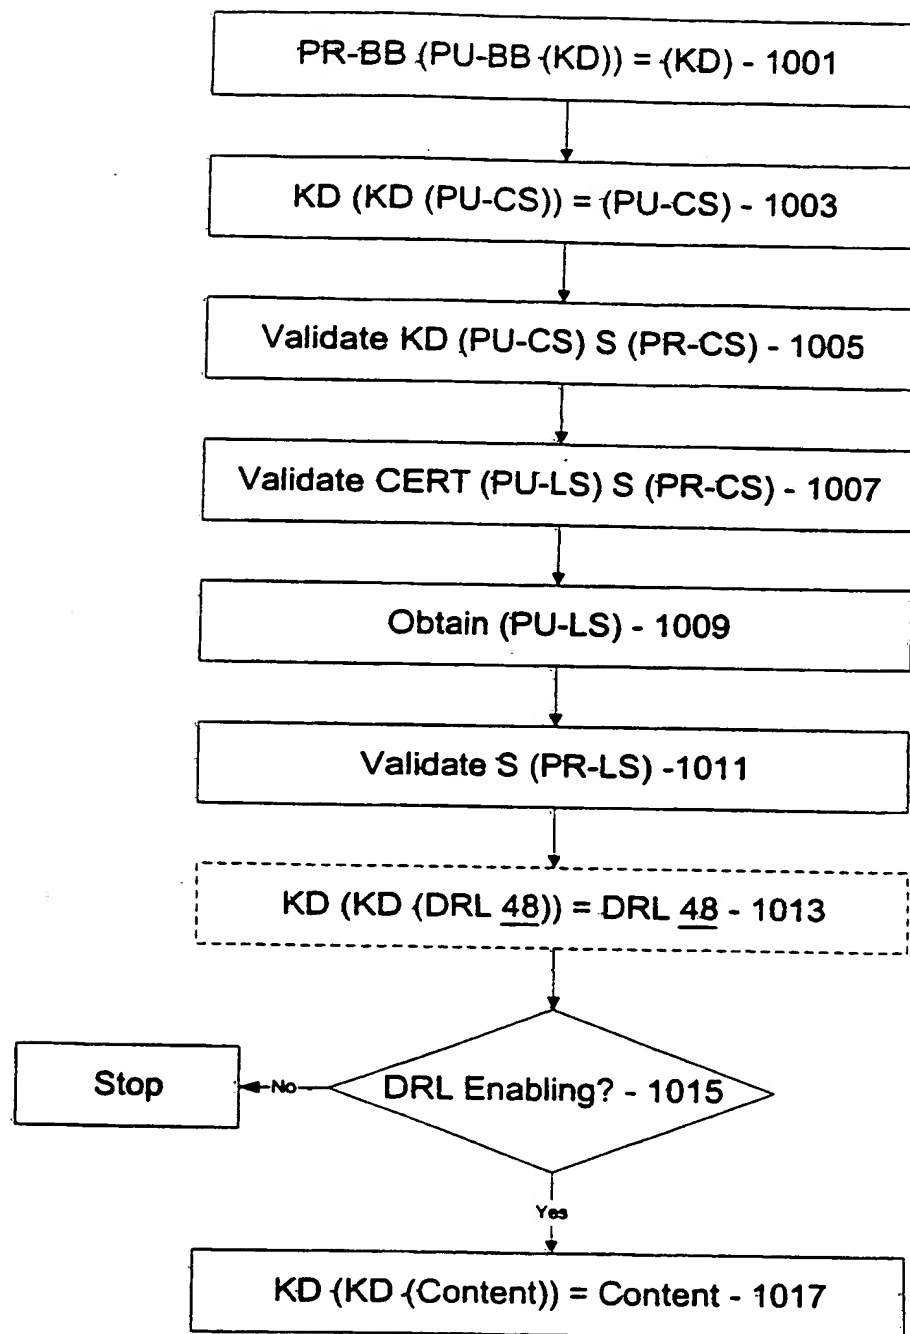 PR-BB (PU-BB (KD)) = (KD) - 1001
KD (KD (PU-CS)) = (PU-CS) - 1003
Validate KD (PU-CS) S (PR-CS) - 1005
Validate CERT (PU-LS) S (PR-CS) - 1007
Obtain (PU-LS) - 1009
Validate S (PR-LS) -1011
KD (KD (DRL 48)) = DRL 48 - 1013
DRL Enabling? - 1015
Stop
No
Yes
KD (KD (Content)) = Content - 1017